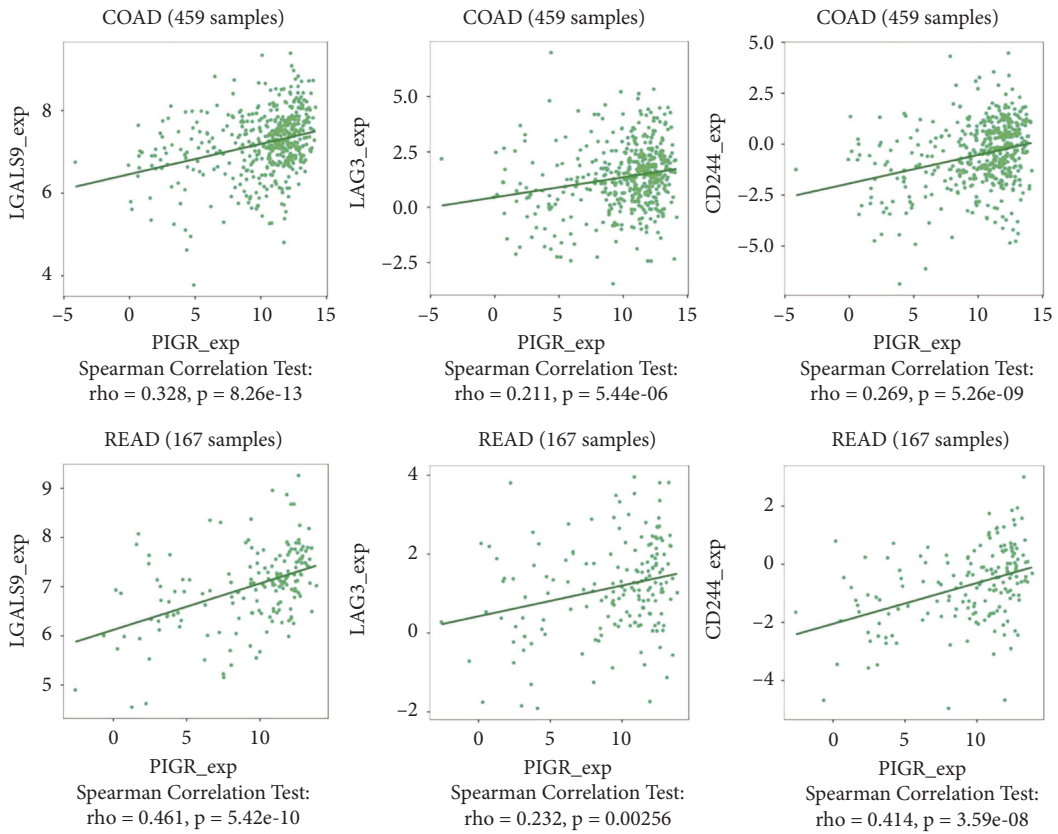 COAD (459 samples)
LGALS9_exp
8
6
4
−5
0
5
10
15
PIGR_exp
Spearman Correlation Test:
rho = 0.328, p = 8.26e-13
COAD (459 samples)
LAG3_exp
5.0
2.5
0.0
−2.5
−5
0
5
10
15
PIGR_exp
Spearman Correlation Test:
rho = 0.211, p = 5.44e-06
COAD (459 samples)
CD244_exp
5.0
2.5
0.0
−2.5
−5.0
−5
0
5
10
15
PIGR_exp
Spearman Correlation Test:
rho = 0.269, p = 5.26e-09
READ (167 samples)
LGALS9_exp
9
8
7
6
5
0
5
10
PIGR_exp
Spearman Correlation Test:
rho = 0.461, p = 5.42e-10
READ (167 samples)
LAG3_exp
4
2
0
−2
0
5
10
PIGR_exp
Spearman Correlation Test:
rho = 0.232, p = 0.00256
READ (167 samples)
CD244_exp
2
0
−2
−4
0
5
10
PIGR_exp
Spearman Correlation Test:
rho = 0.414, p = 3.59e-08